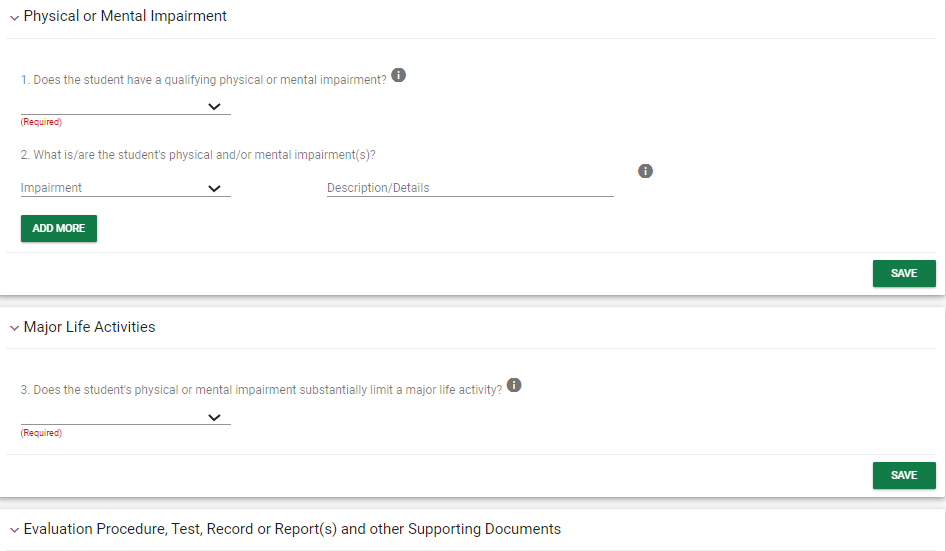 Physical or Mental Impairment
1. Does the student have a qualifying physical or mental impairment?
(Required)
2. What is/are the student's physical and/or mental impairment(s)?
Impairment
Description/Details
ADD MORE
SAVE
Major Life Activities
3. Does the student's physical or mental impairment substantially limit a major life activity?
(Required)
SAVE
Evaluation Procedure, Test, Record or Report(s) and other Supporting Documents